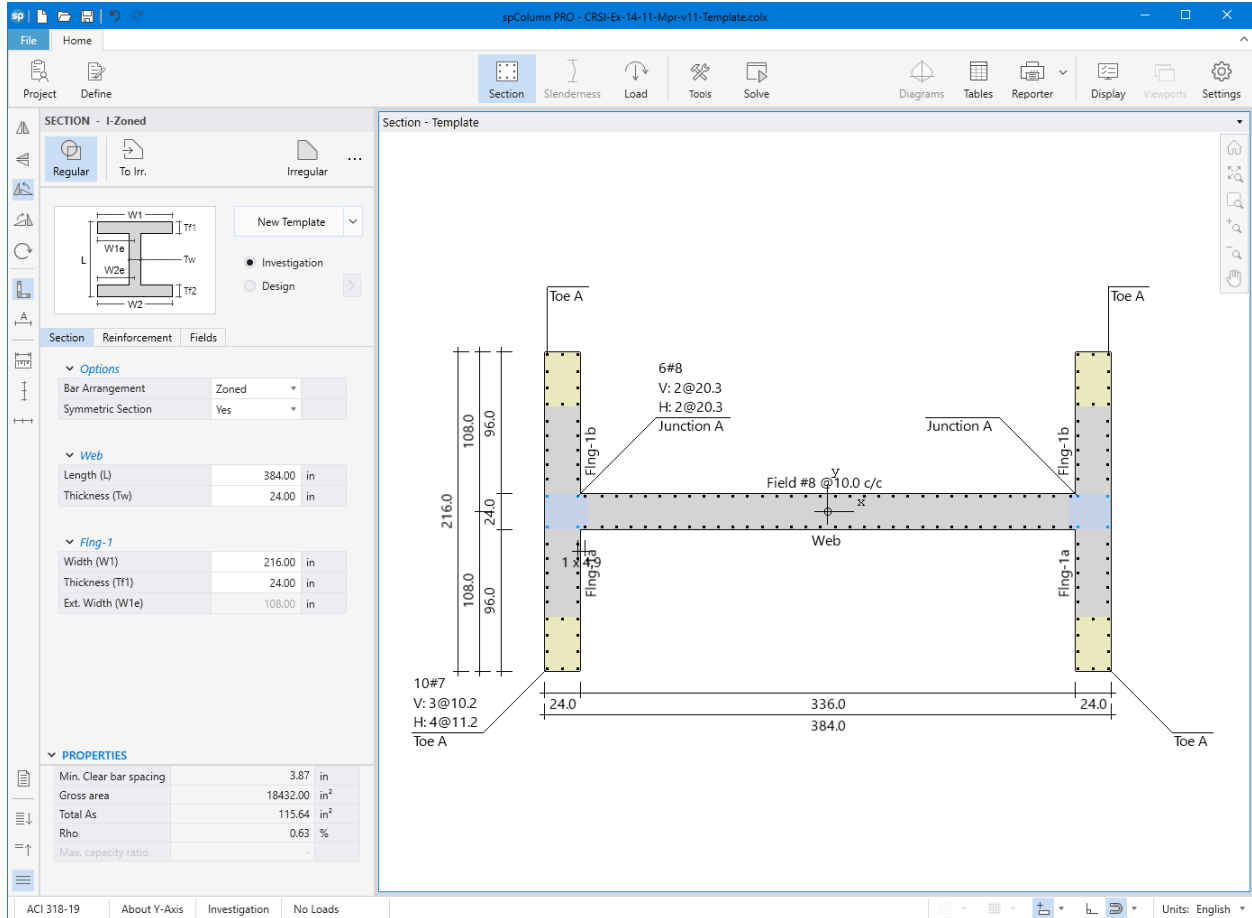 sp
spColumn PRO - CRSI-Ex-14-11-Mpr-v11-Template.colx
File
Home
Project
Define
Section
Slenderness
Load
Tools
Solve
Diagrams
Tables
Reporter
Display
Viewports
Settings
SECTION - I-Zoned
Regular
To Irr.
Irregular
...
W1
Tf1
W1e
L
Tw
W2e
Tf2
W2
New Template
Investigation
Design
Section
Reinforcement
Fields
Options
Bar Arrangement Zoned
Symmetric Section Yes
Web
Length (L) 384.00 in
Thickness (Tw) 24.00 in
Flng-1
Width (W1) 216.00 in
Thickness (Tf1) 24.00 in
Ext. Width (W1e) 108.00 in
PROPERTIES
Min. Clear bar spacing 3.87 in
Gross area 18432.00 in²
Total As 115.64 in²
Rho 0.63 %
Max. capacity ratio -
Section - Template
Toe A
Toe A
6#8
V: 2@20.3
H: 2@20.3
Junction A
Junction A
108.0
96.0
Flng-1b
Flng-1b
y
Field #8 @10.0 c/c
x
216.0
24.0
Web
1 x 4.9
Flng-1a
Flng-1a
108.0
96.0
10#7
V: 3@10.2
H: 4@11.2
Toe A
24.0
336.0
24.0
384.0
Toe A
ACI 318-19
About Y-Axis
Investigation
No Loads
Units: English